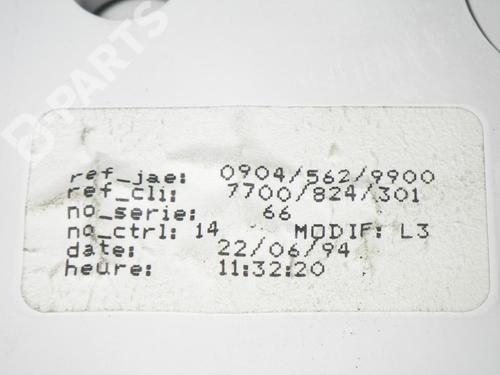 B-PARTS
ref_jae: 0904/562/9900
ref_cli: 7700/824/301
no_serie: 66
no_ctrl: 14 MODIF: L3
date: 22/06/94
heure: 11:32:20